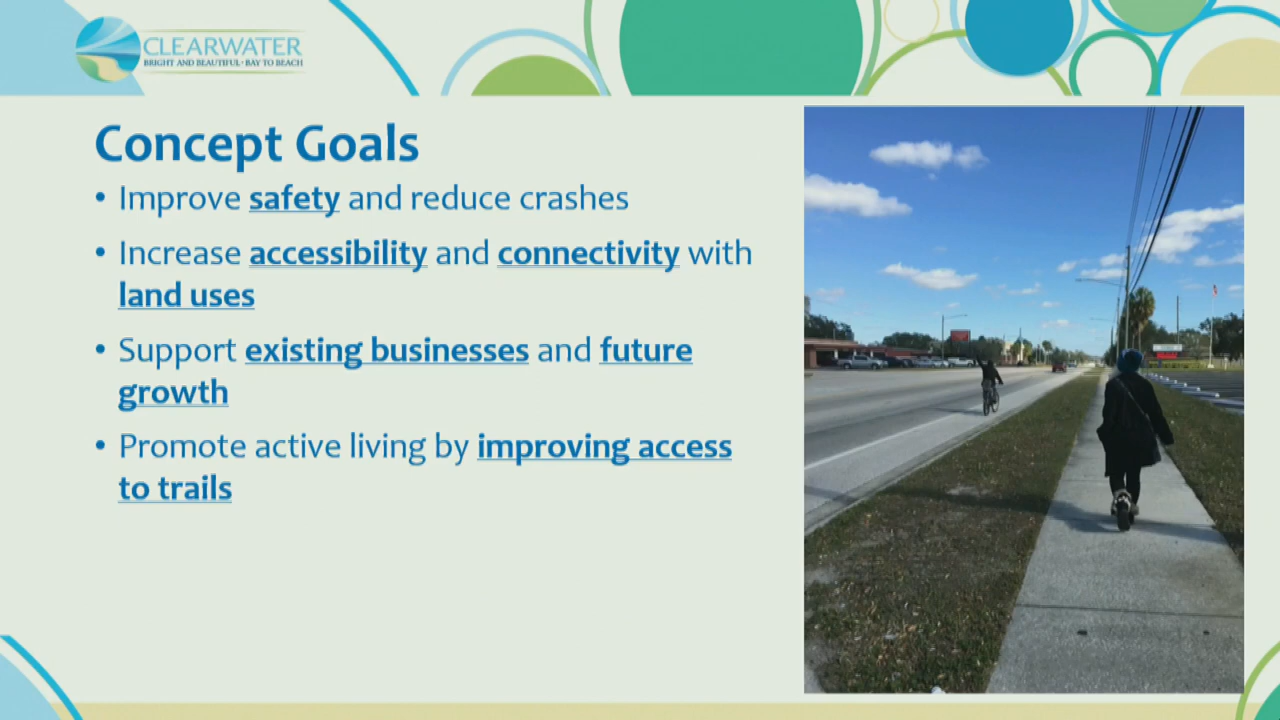 CLEARWATER
BRIGHT AND BEAUTIFUL · BAY TO BEACH
Concept Goals
• Improve safety and reduce crashes
• Increase accessibility and connectivity with
land uses
• Support existing businesses and future
growth
• Promote active living by improving access
to trails